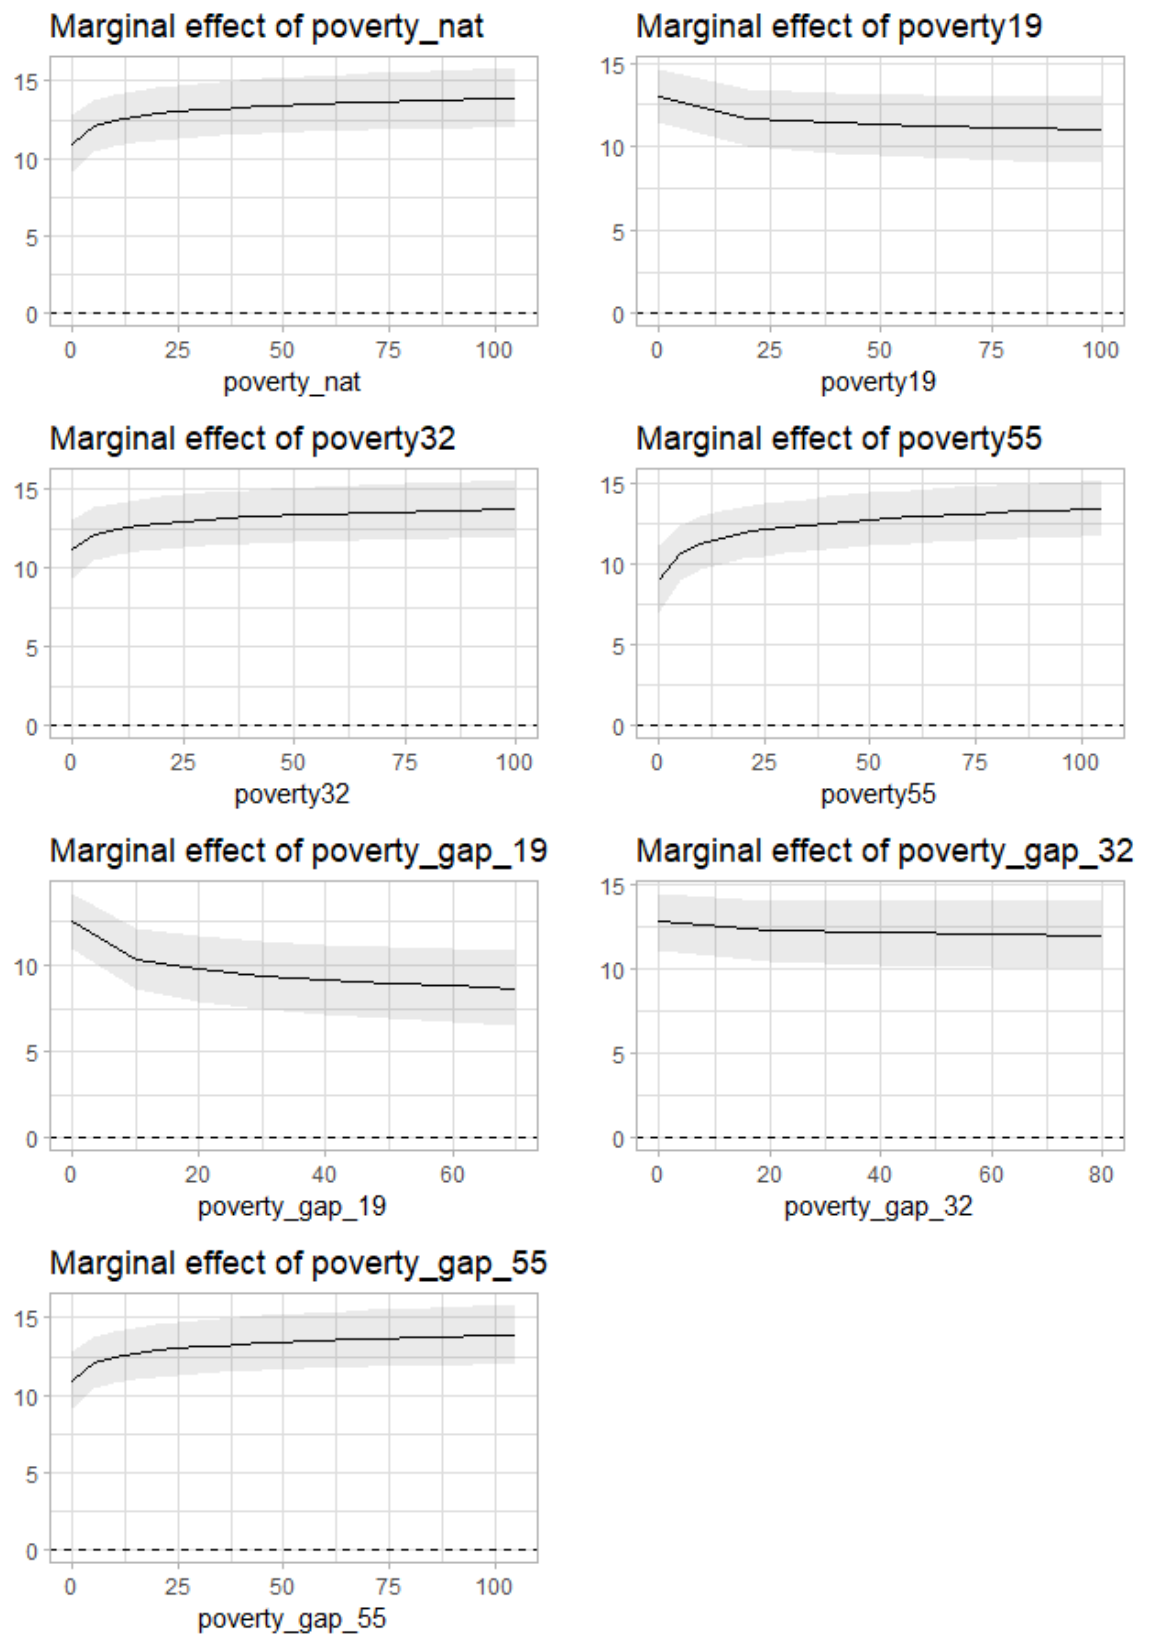 Marginal effect of poverty_nat
15
10
5
0
0 25 50 75 100
poverty_nat
Marginal effect of poverty19
15
10
5
0
0 25 50 75 100
poverty19
Marginal effect of poverty32
15
10
5
0
0 25 50 75 100
poverty32
Marginal effect of poverty55
15
10
5
0
0 25 50 75 100
poverty55
Marginal effect of poverty_gap_19
10
5
0
0 20 40 60
poverty_gap_19
Marginal effect of poverty_gap_32
15
10
5
0
0 20 40 60 80
poverty_gap_32
Marginal effect of poverty_gap_55
15
10
5
0
0 25 50 75 100
poverty_gap_55